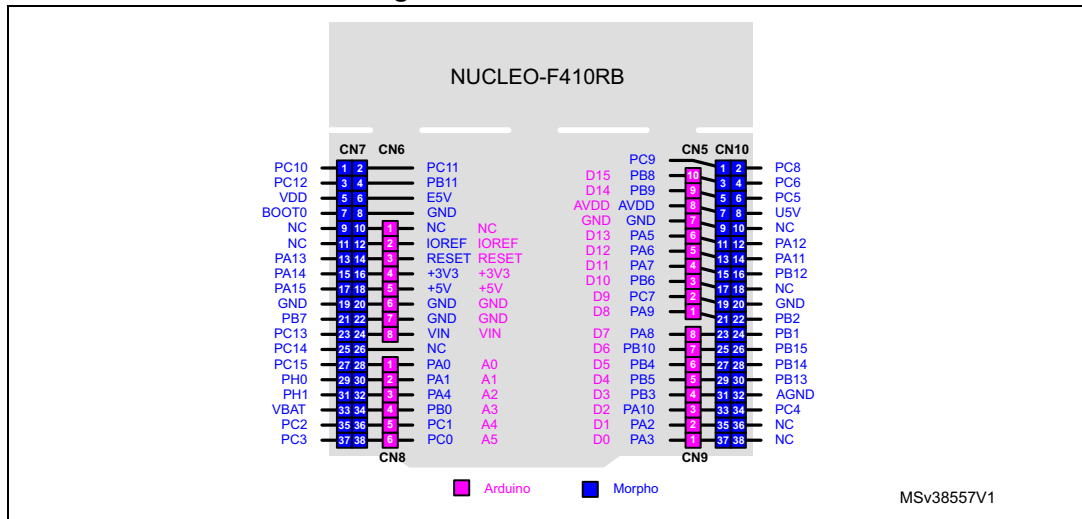 NUCLEO-F410RB
CN7 CN6 CN5 CN10
PC9
PC10 1 2 PC11 1 2 PC8
PC12 3 4 PB11 D15 PB8 10 3 4 PC6
VDD 5 6 E5V D14 PB9 9 5 6 PC5
BOOT0 7 8 GND AVDD AVDD 8 7 8 U5V
NC 9 10 1 NC NC GND GND 7 9 10 NC
NC 11 12 2 IOREF IOREF D13 PA5 6 11 12 PA12
PA13 13 14 3 RESET RESET D12 PA6 5 13 14 PA11
PA14 15 16 4 +3V3 +3V3 D11 PA7 4 15 16 PB12
PA15 17 18 5 +5V +5V D10 PB6 3 17 18 NC
GND 19 20 6 GND GND D9 PC7 2 19 20 GND
PB7 21 22 7 GND GND D8 PA9 1 21 22 PB2
PC13 23 24 8 VIN VIN D7 PA8 8 23 24 PB1
PC14 25 26 NC D6 PB10 7 25 26 PB15
PC15 27 28 1 PA0 A0 D5 PB4 6 27 28 PB14
PH0 29 30 2 PA1 A1 D4 PB5 5 29 30 PB13
PH1 31 32 3 PA4 A2 D3 PB3 4 31 32 AGND
VBAT 33 34 4 PB0 A3 D2 PA10 3 33 34 PC4
PC2 35 36 5 PC1 A4 D1 PA2 2 35 36 NC
PC3 37 38 6 PC0 A5 D0 PA3 1 37 38 NC
CN8 CN9
Arduino Morpho
MSv38557V1